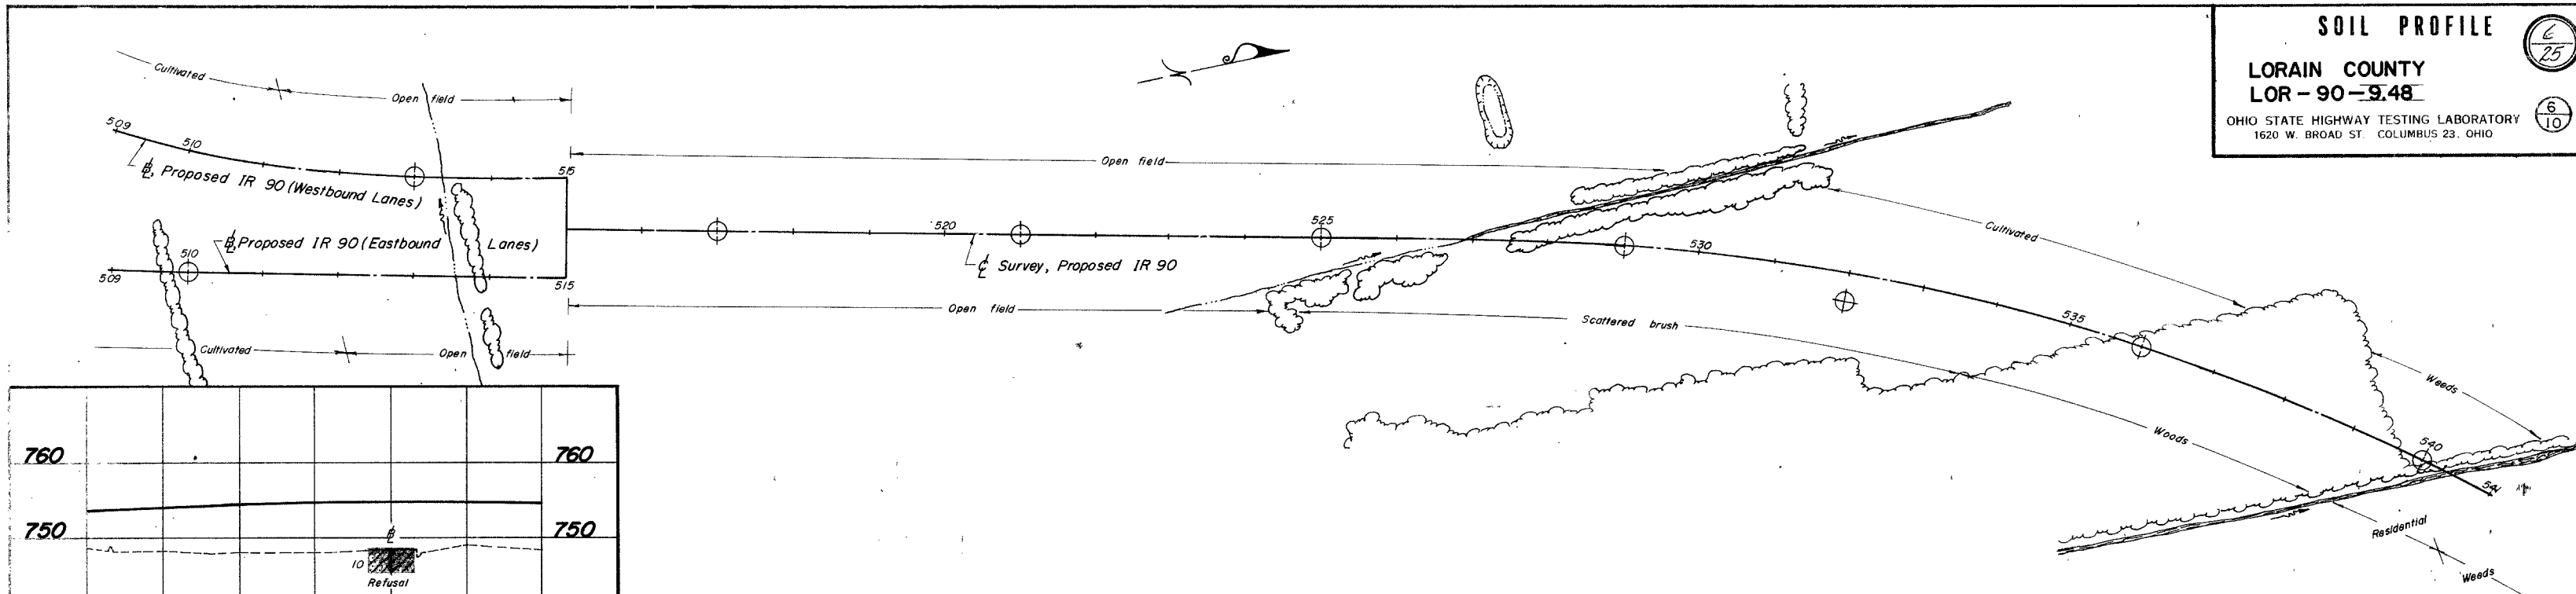 SOIL PROFILE
6
25
LORAIN COUNTY
LOR-90-9.48
OHIO STATE HIGHWAY TESTING LABORATORY
1620 W. BROAD ST. COLUMBUS 23, OHIO
6
10
Cultivated
Open field
509
510
515
℄, Proposed IR 90 (Westbound Lanes)
510
℄, Proposed IR 90 (Eastbound Lanes)
509
515
Cultivated
Open field
Open field
520
525
530
535
540
541
℄ Survey, Proposed IR 90
Open field
Scattered brush
Cultivated
Weeds
Woods
Residential
Weeds
760
760
750
750
℄
10
Refusal